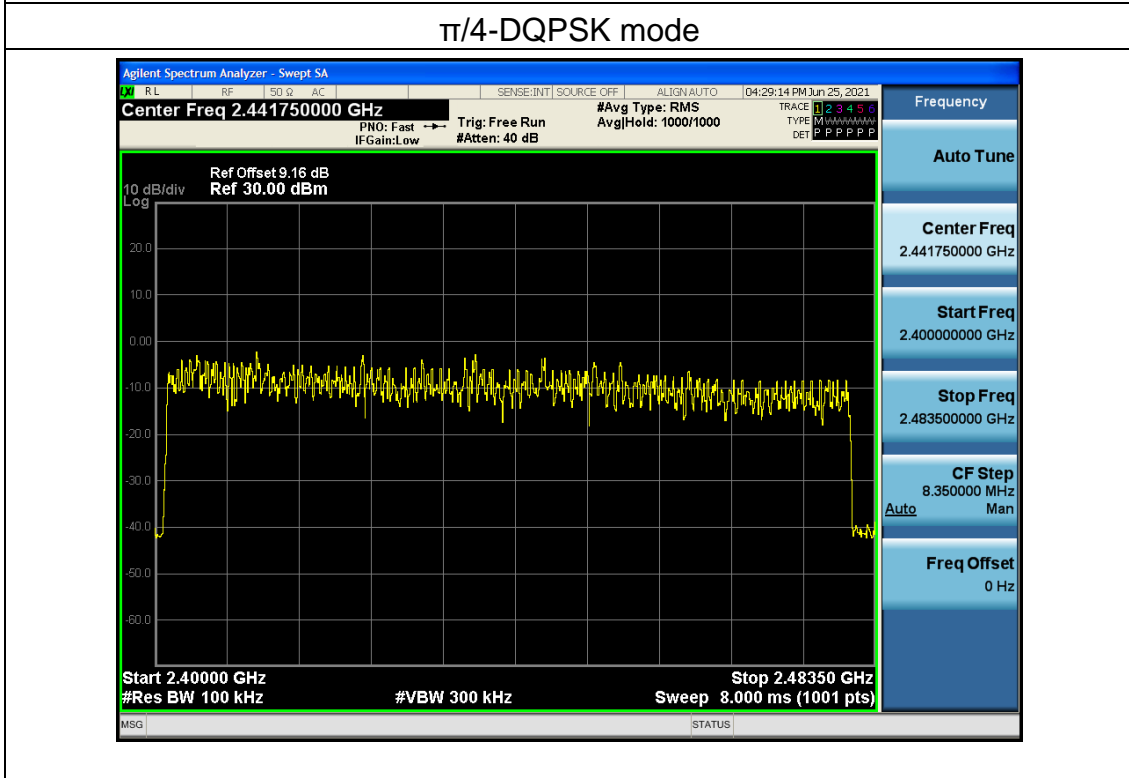 π/4-DQPSK mode
Agilent Spectrum Analyzer - Swept SA
LXI RL RF 50 Ω AC SENSE:INT SOURCE OFF ALIGN AUTO 04:29:14 PM Jun 25, 2021
Center Freq 2.441750000 GHz
PNO: Fast
IFGain:Low
Trig: Free Run
#Atten: 40 dB
#Avg Type: RMS
Avg|Hold: 1000/1000
TRACE 1 2 3 4 5 6
TYPE M
DET P P P P P P
Ref Offset 9.16 dB
10 dB/div Ref 30.00 dBm
Log
20.0
10.0
0.00
-10.0
-20.0
-30.0
-40.0
-50.0
-60.0
Start 2.40000 GHz Stop 2.48350 GHz
#Res BW 100 kHz #VBW 300 kHz Sweep 8.000 ms (1001 pts)
MSG STATUS
Frequency
Auto Tune
Center Freq
2.441750000 GHz
Start Freq
2.400000000 GHz
Stop Freq
2.483500000 GHz
CF Step
8.350000 MHz
Auto Man
Freq Offset
0 Hz